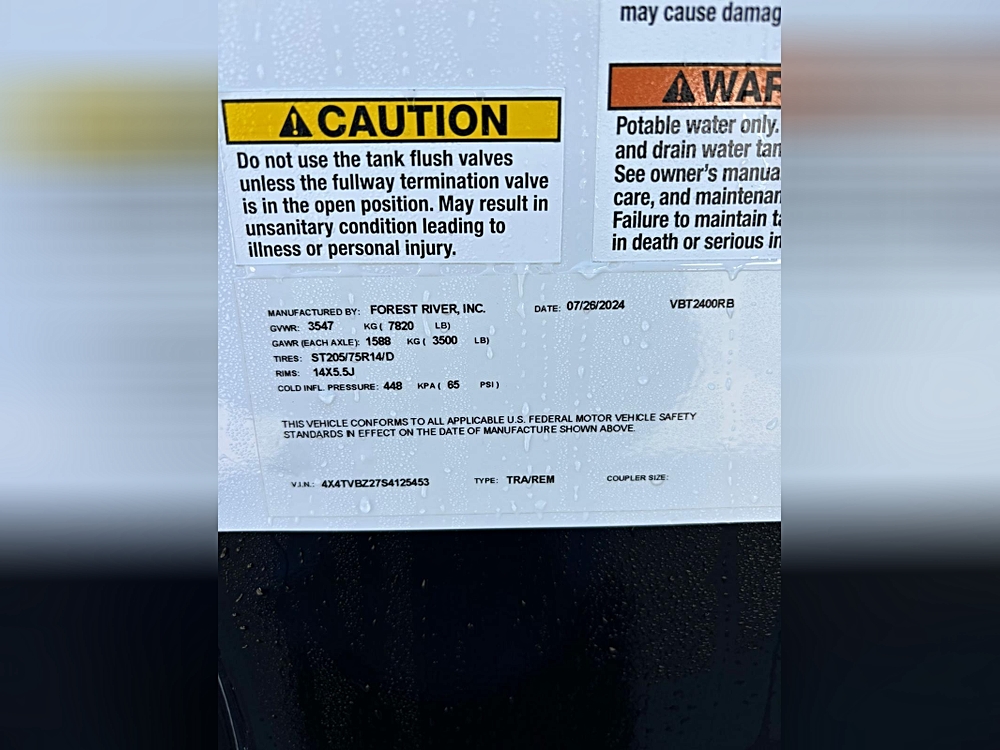 may cause damag
⚠CAUTION
Do not use the tank flush valves
unless the fullway termination valve
is in the open position. May result in
unsanitary condition leading to
illness or personal injury.
⚠WAR
Potable water only.
and drain water tan
See owner's manua
care, and maintenan
Failure to maintain ta
in death or serious in
MANUFACTURED BY: FOREST RIVER, INC. DATE: 07/26/2024 VBT2400RB
GVWR: 3547 KG ( 7820 LB)
GAWR (EACH AXLE): 1588 KG ( 3500 LB)
TIRES: ST205/75R14/D
RIMS: 14X5.5J
COLD INFL. PRESSURE: 448 KPA ( 65 PSI )
THIS VEHICLE CONFORMS TO ALL APPLICABLE U.S. FEDERAL MOTOR VEHICLE SAFETY
STANDARDS IN EFFECT ON THE DATE OF MANUFACTURE SHOWN ABOVE.
V.I.N.: 4X4TVBZ27S4125453 TYPE: TRA/REM COUPLER SIZE: